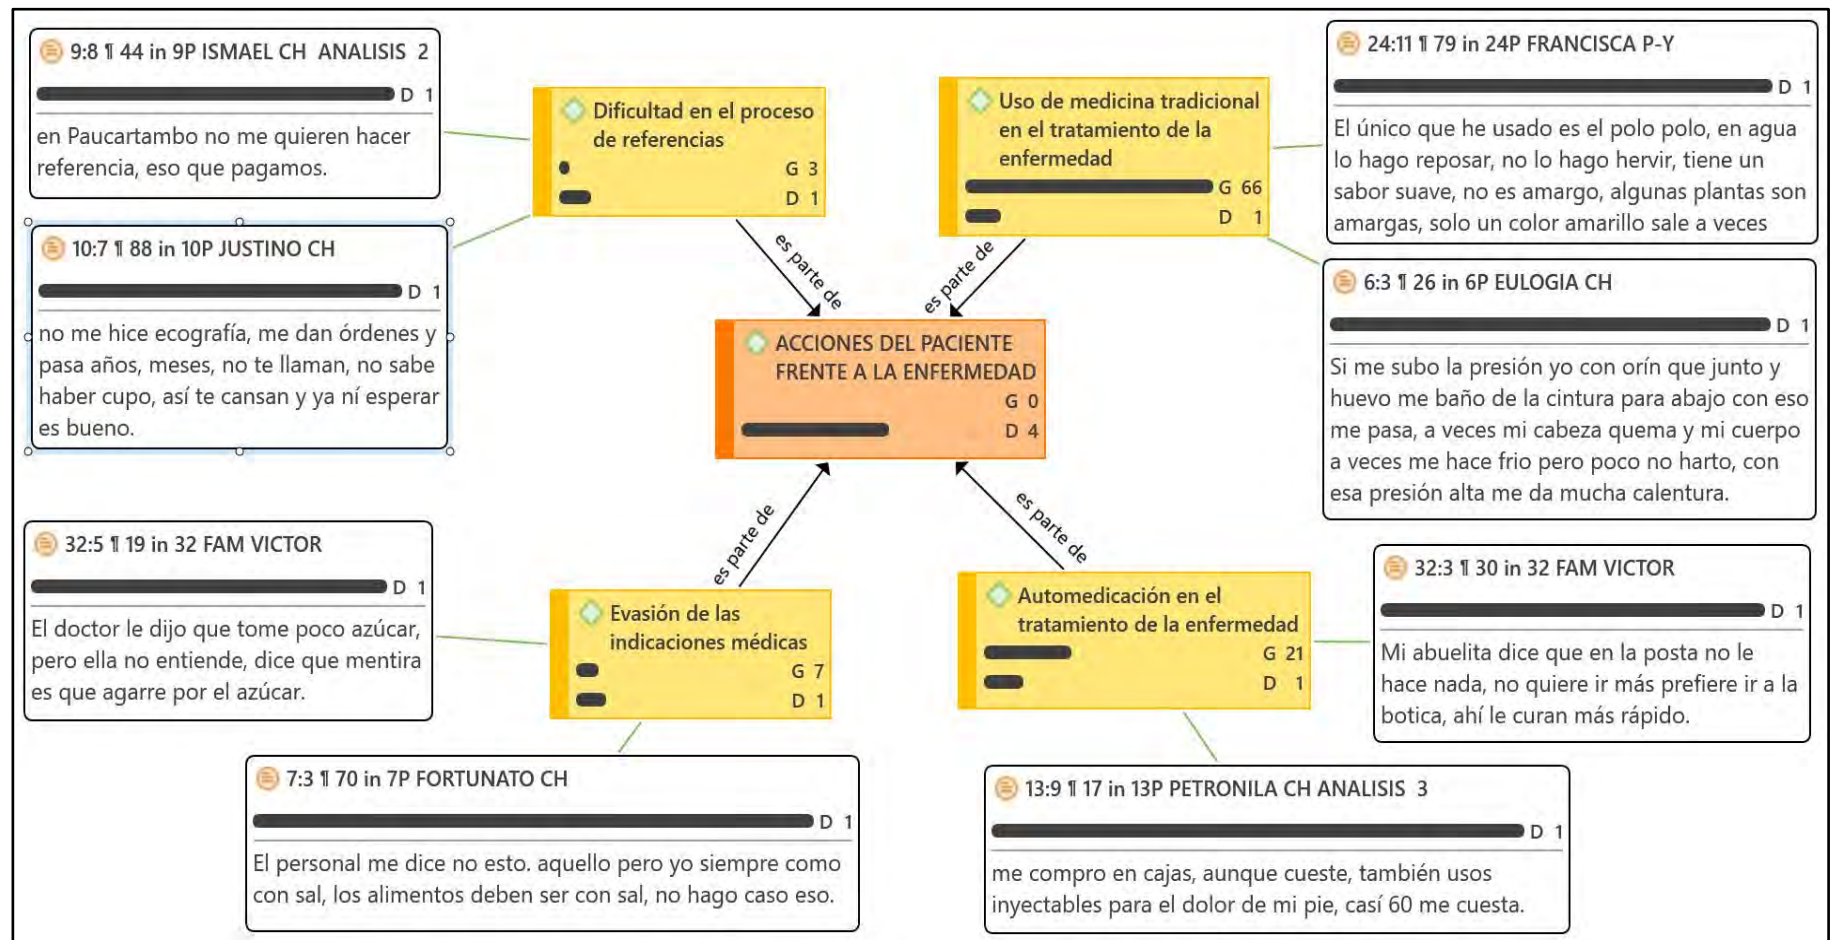 9:8 ¶ 44 in 9P ISMAEL CH ANALISIS 2
D 1
en Paucartambo no me quieren hacer
referencia, eso que pagamos.
10:7 ¶ 88 in 10P JUSTINO CH
D 1
no me hice ecografía, me dan órdenes y
pasa años, meses, no te llaman, no sabe
haber cupo, así te cansan y ya ní esperar
es bueno.
Dificultad en el proceso
de referencias
G 3
D 1
Uso de medicina tradicional
en el tratamiento de la
enfermedad
G 66
D 1
24:11 ¶ 79 in 24P FRANCISCA P-Y
D 1
El único que he usado es el polo polo, en agua
lo hago reposar, no lo hago hervir, tiene un
sabor suave, no es amargo, algunas plantas son
amargas, solo un color amarillo sale a veces
6:3 ¶ 26 in 6P EULOGIA CH
D 1
Si me subo la presión yo con orín que junto y
huevo me baño de la cintura para abajo con eso
me pasa, a veces mi cabeza quema y mi cuerpo
a veces me hace frio pero poco no harto, con
esa presión alta me da mucha calentura.
es parte de
es parte de
ACCIONES DEL PACIENTE
FRENTE A LA ENFERMEDAD
G 0
D 4
es parte de
es parte de
32:5 ¶ 19 in 32 FAM VICTOR
D 1
El doctor le dijo que tome poco azúcar,
pero ella no entiende, dice que mentira
es que agarre por el azúcar.
Evasión de las
indicaciones médicas
G 7
D 1
Automedicación en el
tratamiento de la enfermedad
G 21
D 1
32:3 ¶ 30 in 32 FAM VICTOR
D 1
Mi abuelita dice que en la posta no le
hace nada, no quiere ir más prefiere ir a la
botica, ahí le curan más rápido.
7:3 ¶ 70 in 7P FORTUNATO CH
D 1
El personal me dice no esto. aquello pero yo siempre como
con sal, los alimentos deben ser con sal, no hago caso eso.
13:9 ¶ 17 in 13P PETRONILA CH ANALISIS 3
D 1
me compro en cajas, aunque cueste, también usos
inyectables para el dolor de mi pie, casí 60 me cuesta.